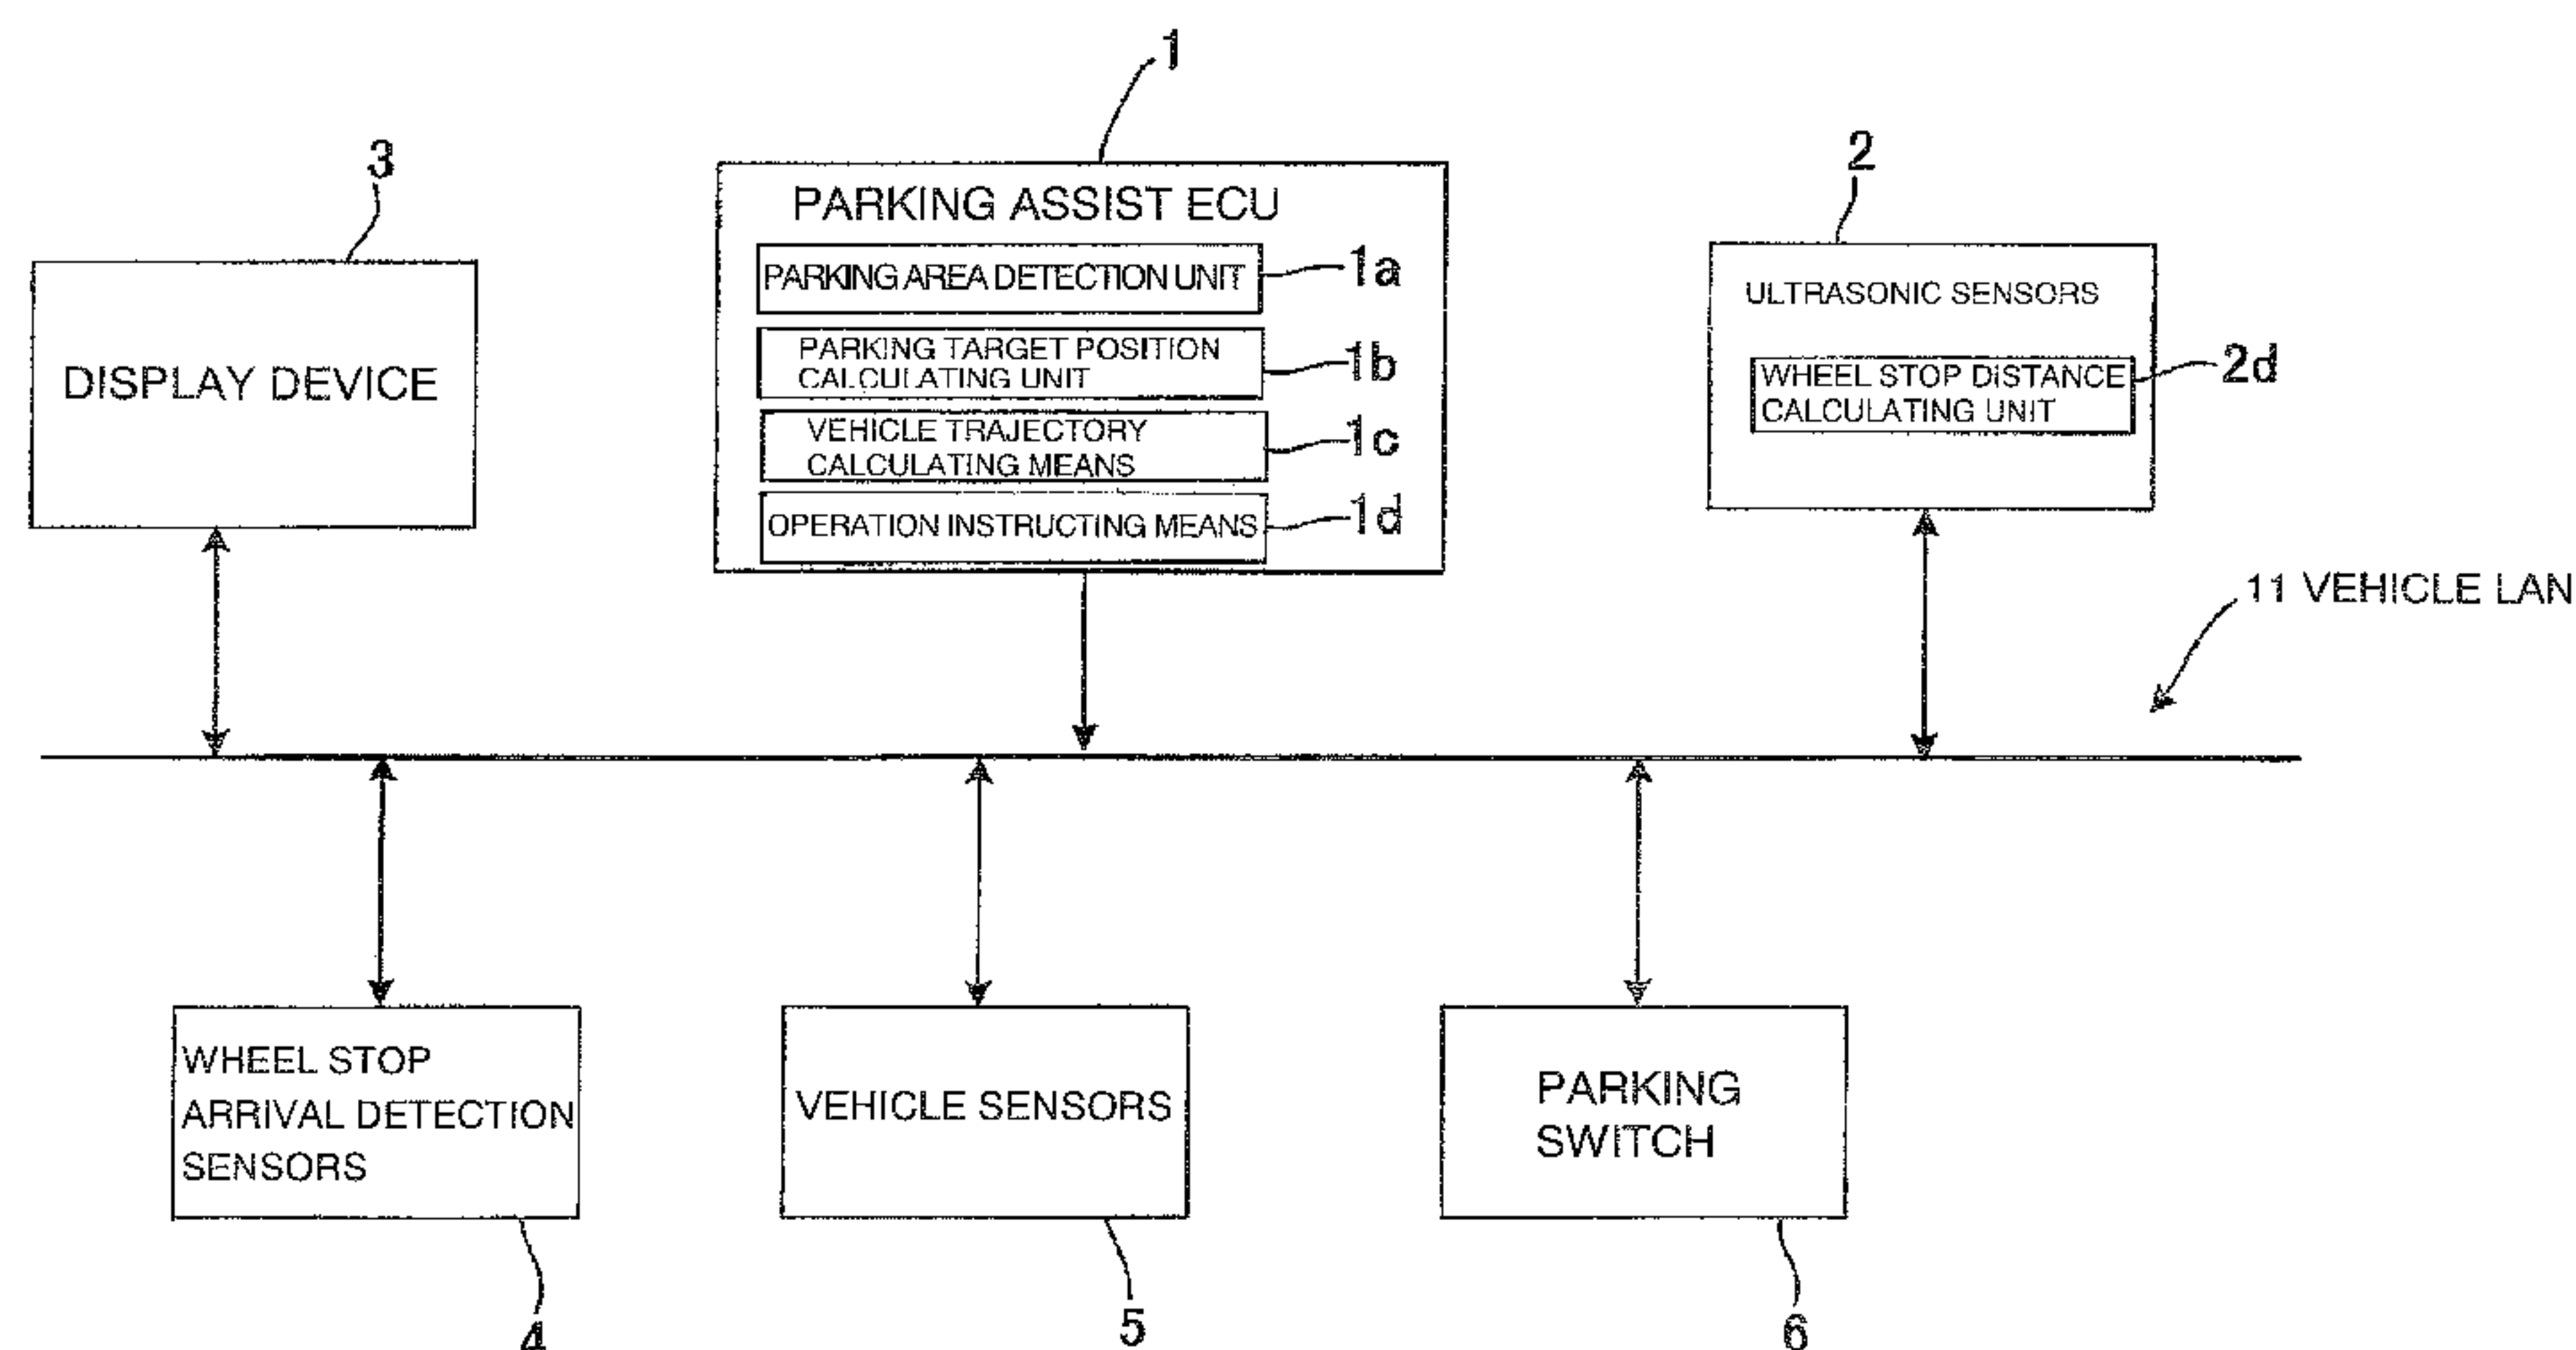 1
3
2
PARKING ASSIST ECU
PARKING AREA DETECTION UNIT
1a
PARKING TARGET POSITION
CALCULATING UNIT
1b
VEHICLE TRAJECTORY
CALCULATING MEANS
1c
OPERATION INSTRUCTING MEANS
1d
DISPLAY DEVICE
ULTRASONIC SENSORS
WHEEL STOP DISTANCE
CALCULATING UNIT
2d
11 VEHICLE LAN
WHEEL STOP
ARRIVAL DETECTION
SENSORS
VEHICLE SENSORS
PARKING
SWITCH
4
5
6